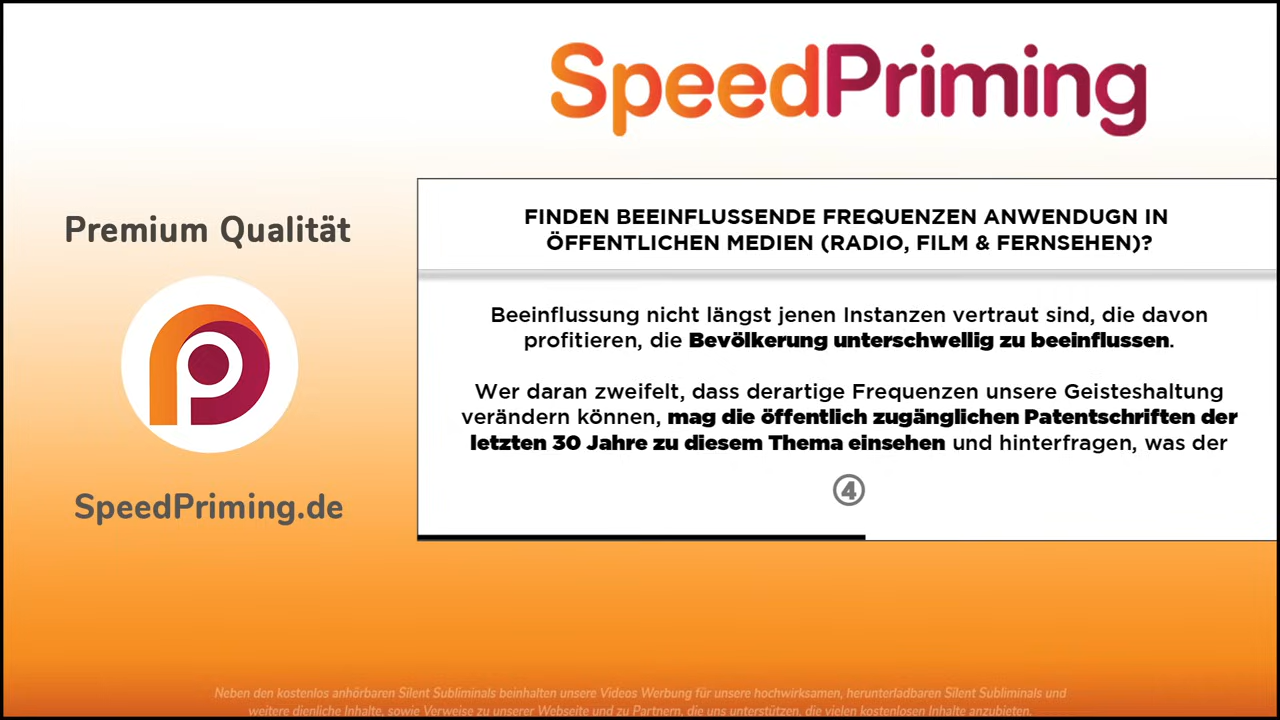 SpeedPriming
Premium Qualität
SpeedPriming.de
FINDEN BEEINFLUSSENDE FREQUENZEN ANWENDUGN IN
ÖFFENTLICHEN MEDIEN (RADIO, FILM & FERNSEHEN)?
Beeinflussung nicht längst jenen Instanzen vertraut sind, die davon
profitieren, die Bevölkerung unterschwellig zu beeinflussen.
Wer daran zweifelt, dass derartige Frequenzen unsere Geisteshaltung
verändern können, mag die öffentlich zugänglichen Patentschriften der
letzten 30 Jahre zu diesem Thema einsehen und hinterfragen, was der
④
Neben den kostenlos anhörbaren Silent Subliminals beinhalten unsere Videos Werbung für unsere hochwirksamen, herunterladbaren Silent Subliminals und
weitere dienliche Inhalte, sowie Verweise zu unserer Webseite und zu Partnern, die uns unterstützen, die vielen kostenlosen Inhalte anzubieten.